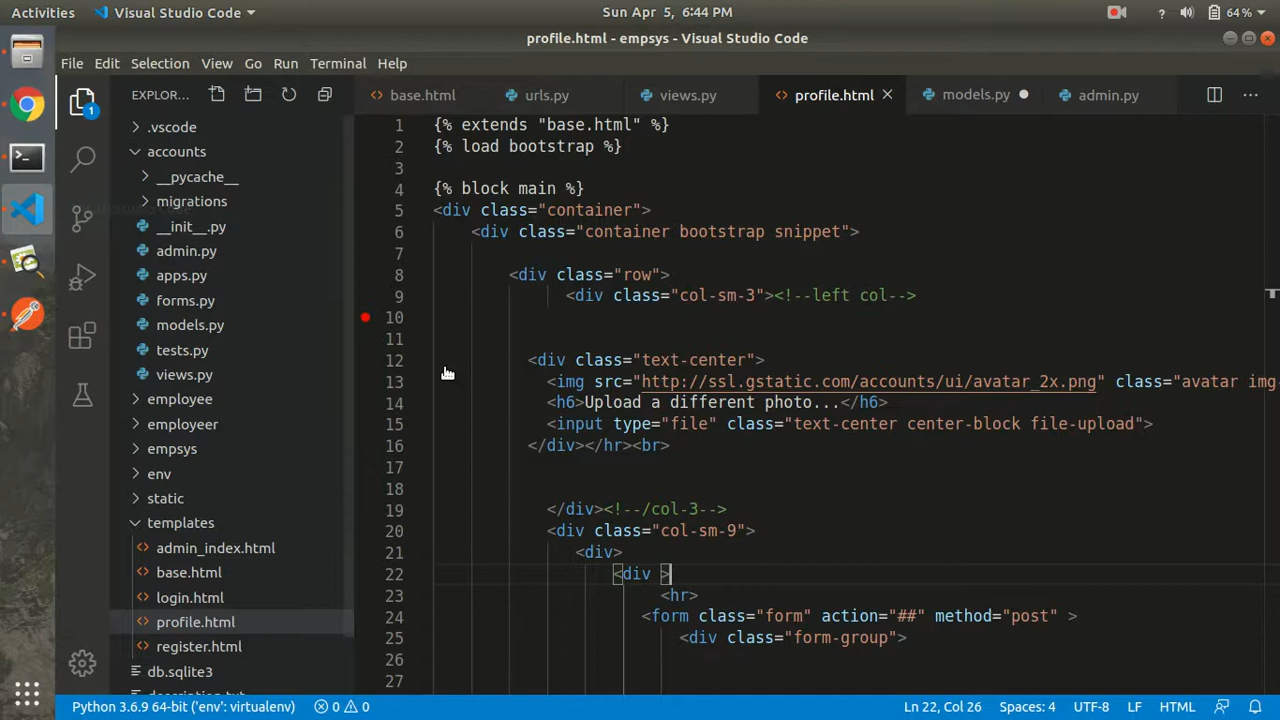 Activities
Visual Studio Code
Sun Apr 5, 6:44 PM
?
64 %
profile.html - empsys - Visual Studio Code
File Edit Selection View Go Run Terminal Help
1
EXPLOR...
base.html
urls.py
views.py
profile.html
models.py
admin.py
.vscode
accounts
__pycache__
migrations
__init__.py
admin.py
apps.py
forms.py
models.py
tests.py
views.py
employee
employeer
empsys
env
static
templates
admin_index.html
base.html
login.html
profile.html
register.html
db.sqlite3
1 {% extends "base.html" %}
2 {% load bootstrap %}
3
4 {% block main %}
5 <div class="container">
6 <div class="container bootstrap snippet">
7
8 <div class="row">
9 <div class="col-sm-3"><!--left col-->
10
11
12 <div class="text-center">
13 <img src="http://ssl.gstatic.com/accounts/ui/avatar_2x.png" class="avatar img-
14 <h6>Upload a different photo...</h6>
15 <input type="file" class="text-center center-block file-upload">
16 </div></hr><br>
17
18
19 </div><!--/col-3-->
20 <div class="col-sm-9">
21 <div>
22 <div >
23 <hr>
24 <form class="form" action="##" method="post" >
25 <div class="form-group">
26
27
Python 3.6.9 64-bit ('env': virtualenv)
0 0
Ln 22, Col 26
Spaces: 4
UTF-8
LF
HTML